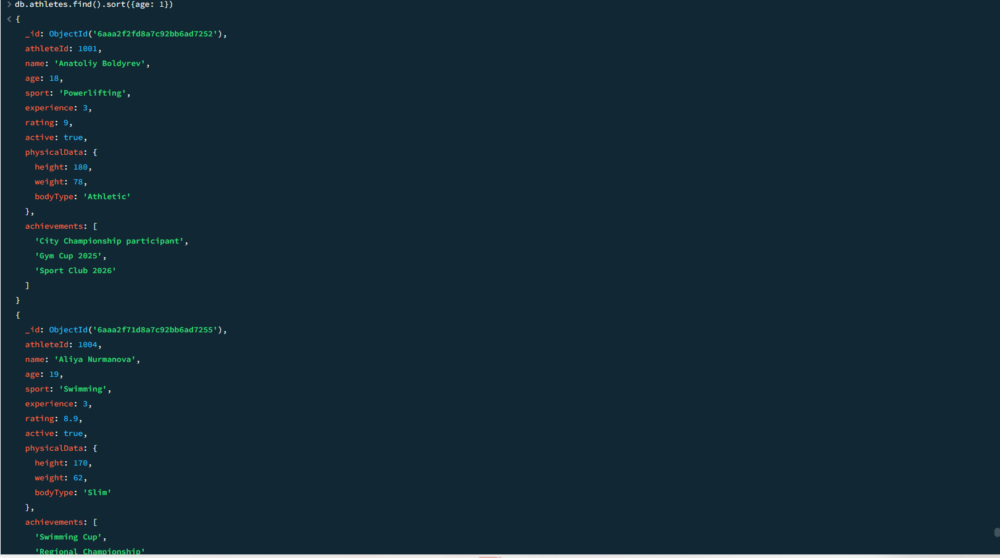 > db.athletes.find().sort({age: 1})
< {
_id: ObjectId('6aaa2f2fd8a7c92bb6ad7252'),
athleteId: 1001,
name: 'Anatoliy Boldyrev',
age: 18,
sport: 'Powerlifting',
experience: 3,
rating: 9,
active: true,
physicalData: {
height: 180,
weight: 78,
bodyType: 'Athletic'
},
achievements: [
'City Championship participant',
'Gym Cup 2025',
'Sport Club 2026'
]
}
{
_id: ObjectId('6aaa2f71d8a7c92bb6ad7255'),
athleteId: 1004,
name: 'Aliya Nurmanova',
age: 19,
sport: 'Swimming',
experience: 3,
rating: 8.9,
active: true,
physicalData: {
height: 170,
weight: 62,
bodyType: 'Slim'
},
achievements: [
'Swimming Cup',
'Regional Championship'